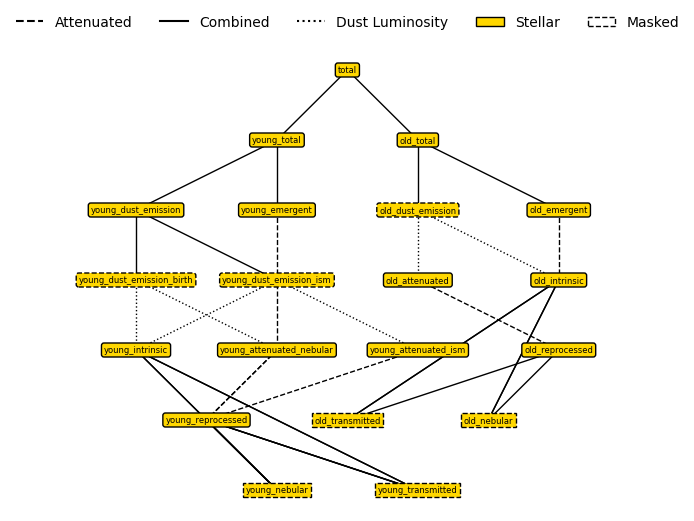 Attenuated Combined Dust Luminosity Stellar Masked
total
young_total old_total
young_dust_emission young_emergent old_dust_emission old_emergent
young_dust_emission_birth young_dust_emission_ism old_attenuated old_intrinsic
young_intrinsic young_attenuated_nebular young_attenuated_ism old_reprocessed
young_reprocessed old_transmitted old_nebular
young_nebular young_transmitted